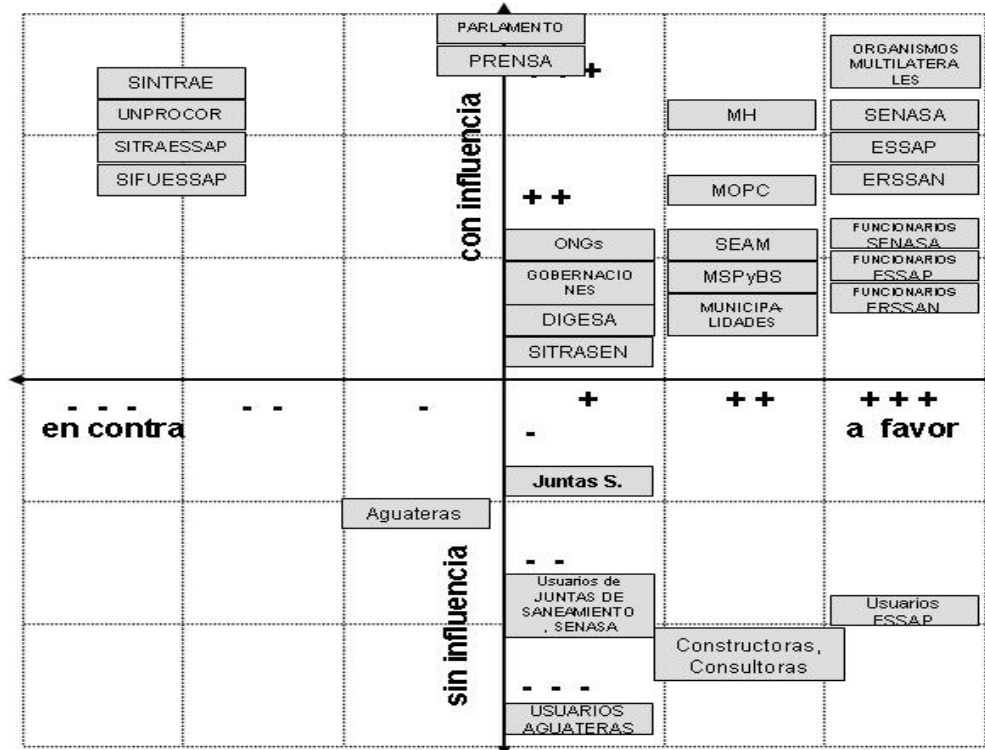 PARLAMENTO
PRENSA
+ + +
ORGANISMOS
MULTILATERA
LES
SINTRAE
UNPROCOR
SITRAESSAP
SIFUESSAP
MH
SENASA
ESSAP
ERSSAN
con influencia
+ +
MOPC
ONGs
GOBERNACIO
NES
DIGESA
SITRASEN
SEAM
MSPyBS
MUNICIPA-
LIDADES
FUNCIONARIOS
SENASA
FUNCIONARIOS
ESSAP
FUNCIONARIOS
ERSSAN
- - -
- -
-
+
+ +
+ + +
en contra
a favor
-
Juntas S.
Aguateras
sin influencia
- -
Usuarios de
JUNTAS DE
SANEAMIENTO
, SENASA
Usuarios
ESSAP
Constructoras,
Consultoras
- - -
USUARIOS
AGUATERAS